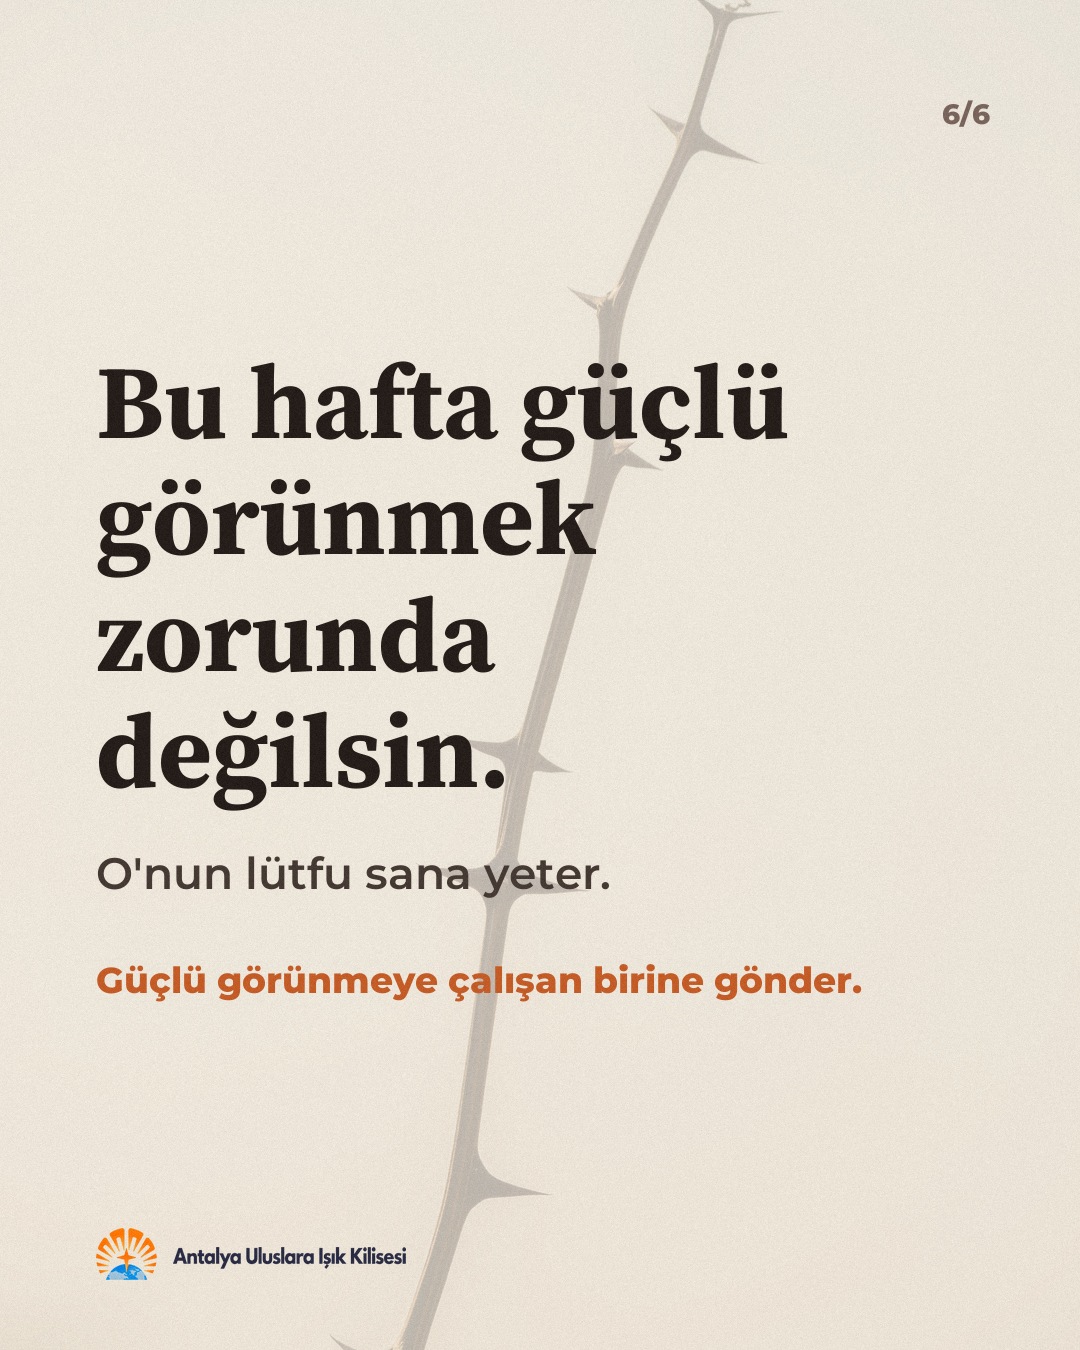 6/6
Bu hafta güçlü
görünmek
zorunda
değilsin.
O'nun lütfu sana yeter.
Güçlü görünmeye çalışan birine gönder.
Antalya Uluslara Işık Kilisesi